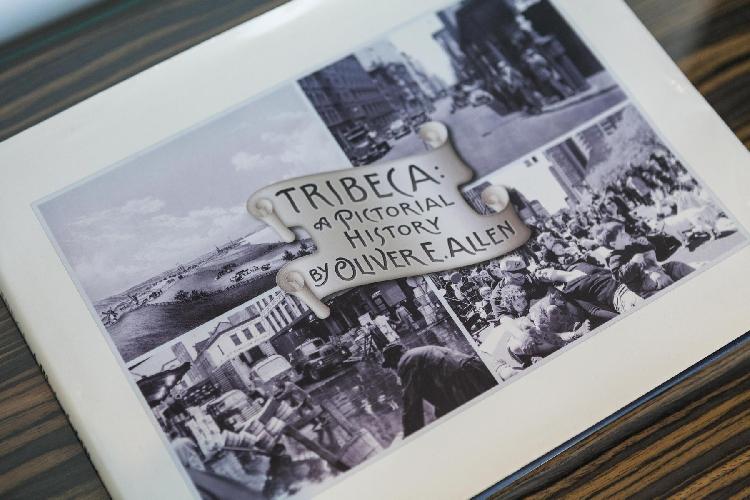 TRIBECA:
A PICTORIAL
HISTORY
BY OLIVER E. ALLEN